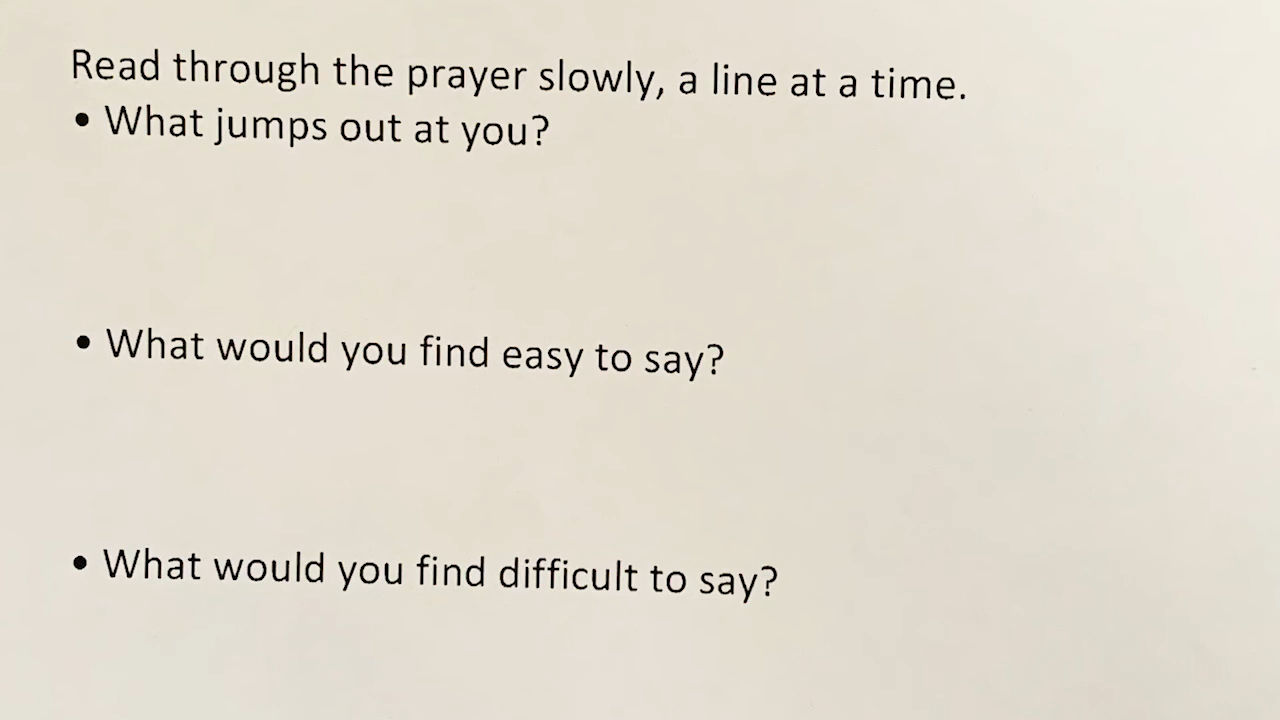 Read through the prayer slowly, a line at a time.
• What jumps out at you?
• What would you find easy to say?
• What would you find difficult to say?